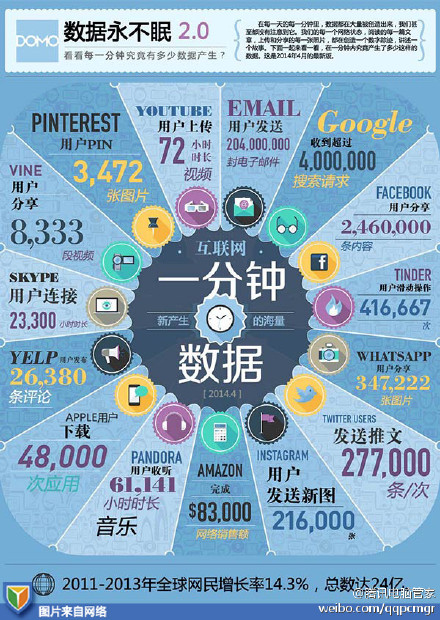 DOMO
数据永不眠 2.0
看看每一分钟究竟有多少数据产生？
在每一天的每一分钟里，数据都在大量被创造出来，我们甚
至都没有注意到它。我们的每一个网络状态，阅读的每一篇文
章，上传和分享的每一张照片，都在创造一个数字踪迹，讲述一
个故事。下面一起来看一看，在一分钟内究竟产生了多少这样的
数据。这是2014年4月的最新版。
PINTEREST
用户PIN
3,472
张图片
YOUTUBE
用户上传
72 小时
时长
视频
EMAIL
用户发送
204,000,000
封电子邮件
Google
收到超过
4,000,000
搜索请求
VINE
用户
分享
8,333
段视频
FACEBOOK
用户分享
2,460,000
条内容
SKYPE
用户连接
23,300 小时时长
TINDER
用户滑动操作
416,667
次
互联网
一分钟
新产生 的海量
数据
[2014.4]
YELP 用户发布
26,380
条评论
WHATSAPP
用户分享
347,222
张图片
APPLE用户
下载
48,000
次应用
TWITTER USERS
发送推文
277,000
条/次
PANDORA
用户收听
61,141
小时时长
音乐
AMAZON
完成
$83,000
网络销售额
INSTAGRAM
用户
发送新图
216,000 张
2011-2013年全球网民增长率14.3%，总数达24亿
图片来自网络
@腾讯电脑管家
weibo.com/qqpcmgr